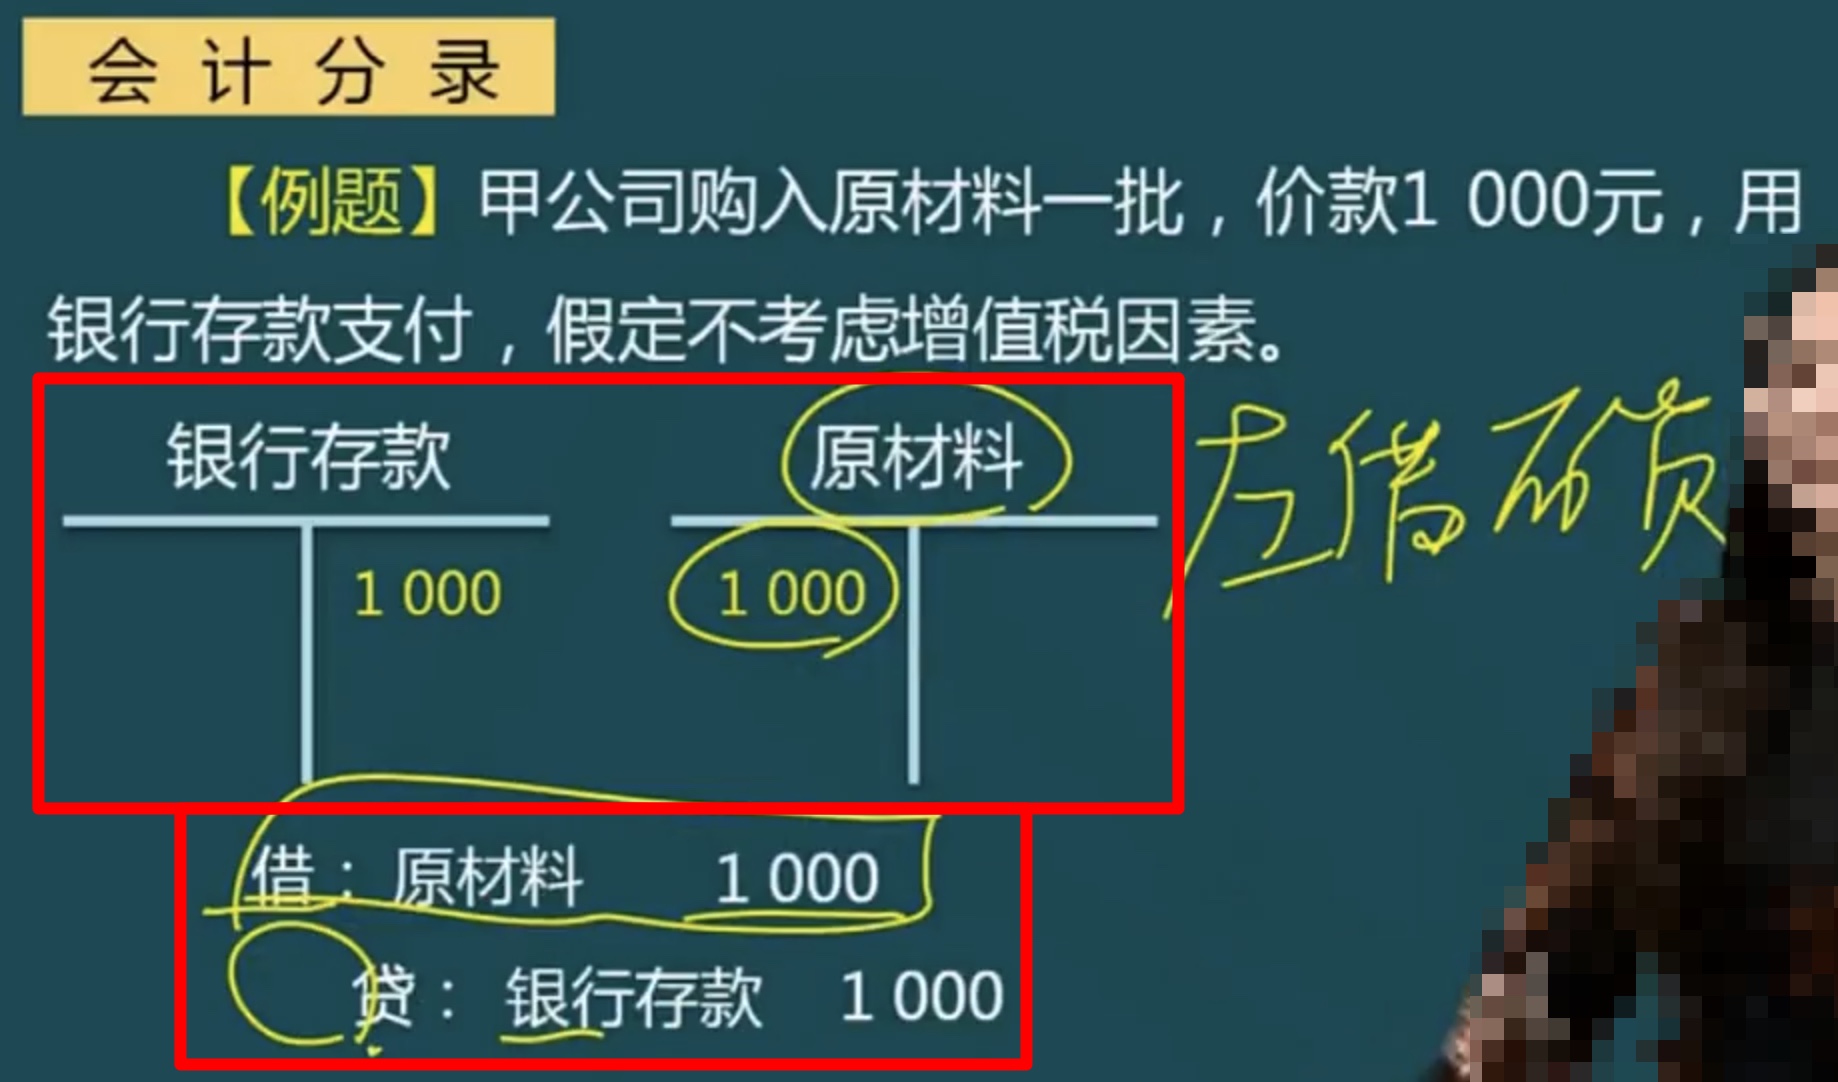 会计分录
【例题】甲公司购入原材料一批，价款1 000元，用
银行存款支付，假定不考虑增值税因素。
银行存款 原材料
左借右贷
1 000 1 000
借：原材料 1 000
贷：银行存款 1 000